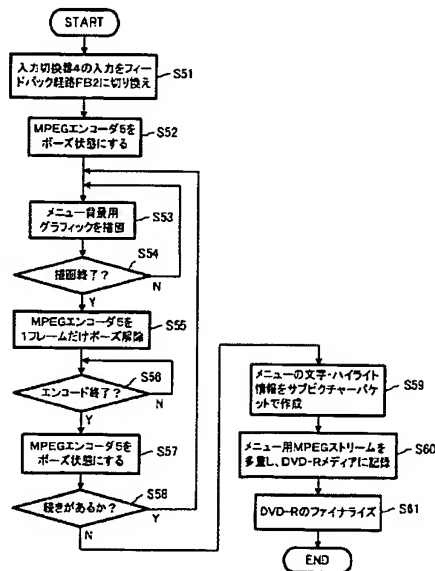 START
入力切換器4の入力をフィー
ドバック経路FB2に切り換え
S51
MPEGエンコーダ5を
ポーズ状態にする
S52
メニュー背景用
グラフィックを描画
S53
描画終了?
S54
N
Y
MPEGエンコーダ5を
1フレームだけポーズ解除
S55
エンコード終了?
S56
N
Y
MPEGエンコーダ5を
ポーズ状態にする
S57
続きがあるか?
S58
Y
N
メニューの文字・ハイライト
情報をサブピクチャーパケ
ットで作成
S59
メニュー用MPEGストリームを
多重し、DVD-Rメディアに記録
S60
DVD-Rのファイナライズ
S61
END